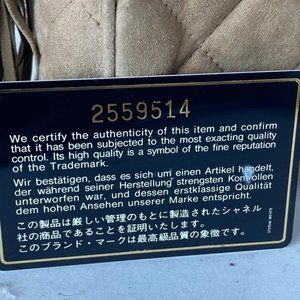 2559514
We certify the authenticity of this item and confirm
that it has been subjected to the most exacting quality
control. Its high quality is a symbol of the fine reputation
of the Trademark.
Wir bestätigen, dass es sich um einen Artikel handelt,
der während seiner Herstellung strengsten Kontrollen
unterworfen war, und dessen erstklassige Qualität
dem hohen Ansehen unserer Marke entspricht.
この製品は厳しい管理のもとに製造されたシャネル
社の商品であることを証明いたします。
このブランド・マークは最高級品質の象徴です。